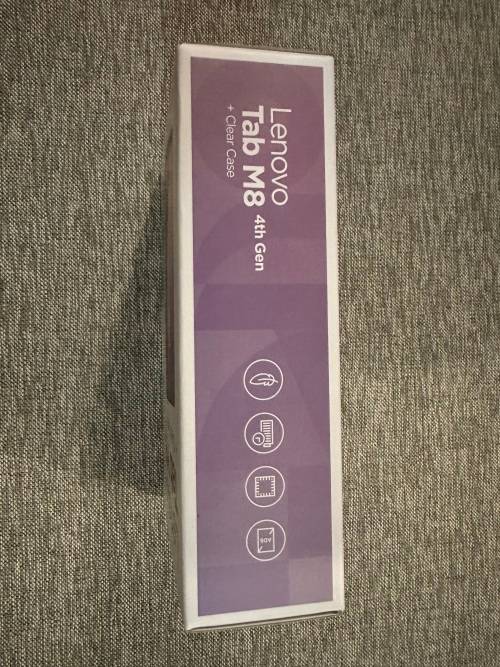 Lenovo
Tab M8 4th Gen
+ Clear Case